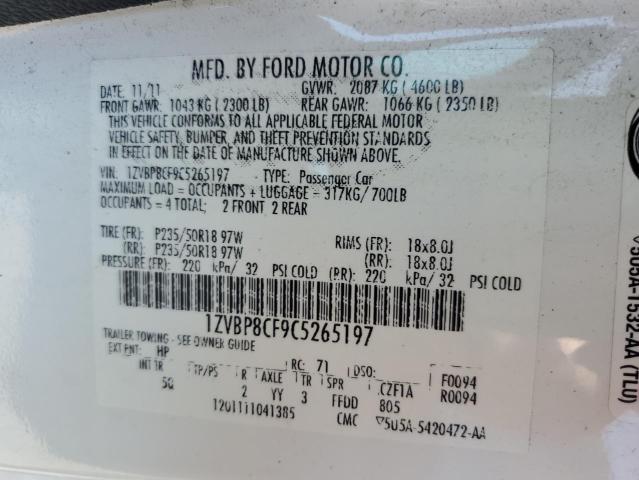 MFD. BY FORD MOTOR CO.
DATE: 11/11 GVWR: 2087 KG ( 4600 LB)
FRONT GAWR: 1043 KG ( 2300 LB) REAR GAWR: 1066 KG ( 2350 LB)
THIS VEHICLE CONFORMS TO ALL APPLICABLE FEDERAL MOTOR
VEHICLE SAFETY, BUMPER, AND THEFT PREVENTION STANDARDS
IN EFFECT ON THE DATE OF MANUFACTURE SHOWN ABOVE.
VIN: 1ZVBP8CF9C5265197 TYPE: Passenger Car
MAXIMUM LOAD = OCCUPANTS + LUGGAGE = 317KG/700LB
OCCUPANTS = 4 TOTAL; 2 FRONT 2 REAR
TIRE (FR): P235/50R18 97W RIMS (FR): 18x8.0J
(RR): P235/50R18 97W (RR): 18x8.0J
PRESSURE (FR): 220 kPa/ 32 PSI COLD (RR): 220 kPa/ 32 PSI COLD
1ZVBP8CF9C5265197
TRAILER TOWING - SEE OWNER GUIDE
EXT PNT: HP RC: 71 DSO: F0094
INT TR TP/PS R AXLE TR SPR C2F1A R0094
5Q 2 YY 3 FFDD 805
1201111041385 CMC ▽5U5A-5420472-AA
V5U5A-1532-AA (TLU)